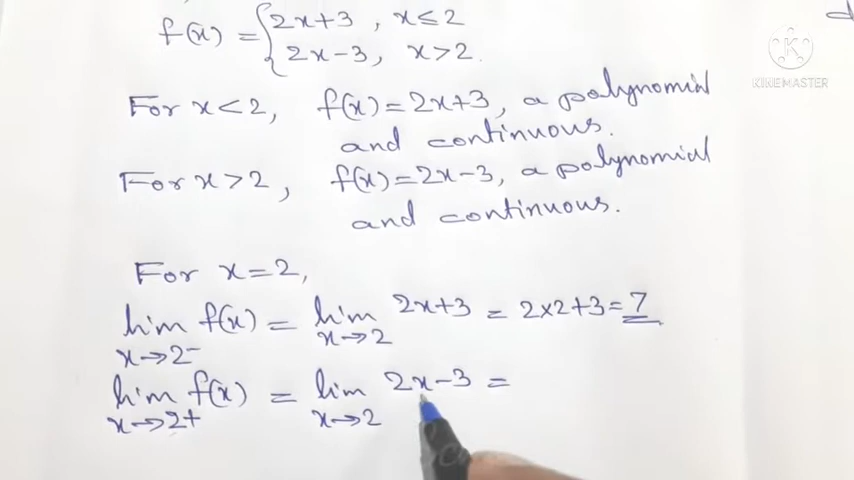 f(x) = { 2x+3 , x ≤ 2
2x-3, x > 2.
K
KINEMASTER
For x < 2, f(x) = 2x+3, a polynomial
and continuous.
For x > 2, f(x) = 2x-3, a polynomial
and continuous.
For x = 2,
lim x→2⁻ f(x) = lim x→2 2x+3 = 2×2+3 = 7
lim x→2+ f(x) = lim x→2 2x-3 =